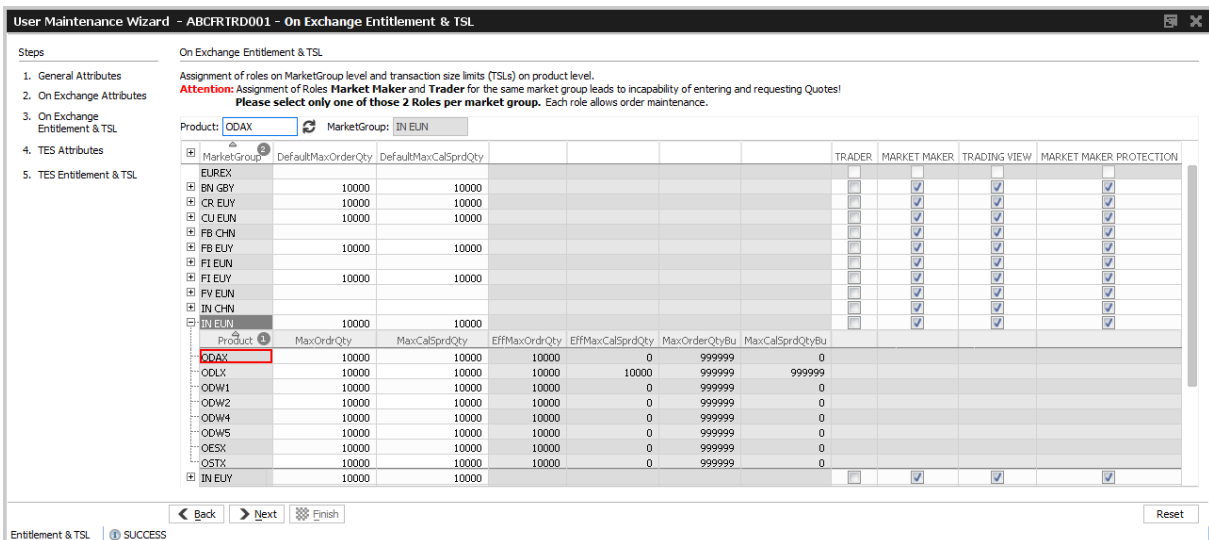 User Maintenance Wizard - ABCFRTRD001 - On Exchange Entitlement & TSL
Steps
1. General Attributes
2. On Exchange Attributes
3. On Exchange
Entitlement & TSL
4. TES Attributes
5. TES Entitlement & TSL
On Exchange Entitlement & TSL
Assignment of roles on MarketGroup level and transaction size limits (TSLs) on product level.
Attention: Assignment of Roles Market Maker and Trader for the same market group leads to incapability of entering and requesting Quotes!
Please select only one of those 2 Roles per market group. Each role allows order maintenance.
Product: ODAX MarketGroup: IN EUN
MarketGroup 2 DefaultMaxOrderQty DefaultMaxCalSprdQty TRADER MARKET MAKER TRADING VIEW MARKET MAKER PROTECTION
EUREX
BN GBY 10000 10000
CR EUY 10000 10000
CU EUN 10000 10000
FB CHN
FB EUY 10000 10000
FI EUN
FI EUY 10000 10000
FV EUN
IN CHN
IN EUN 10000 10000
Product 1 MaxOrdrQty MaxCalSprdQty EffMaxOrdrQty EffMaxCalSprdQty MaxOrderQtyBu MaxCalSprdQtyBu
ODAX 10000 10000 10000 0 999999 0
ODLX 10000 10000 10000 10000 999999 999999
ODW1 10000 10000 10000 0 999999 0
ODW2 10000 10000 10000 0 999999 0
ODW4 10000 10000 10000 0 999999 0
ODW5 10000 10000 10000 0 999999 0
OESX 10000 10000 10000 0 999999 0
OSTX 10000 10000 10000 0 999999 0
IN EUY 10000 10000
Back Next Finish Reset
Entitlement & TSL SUCCESS